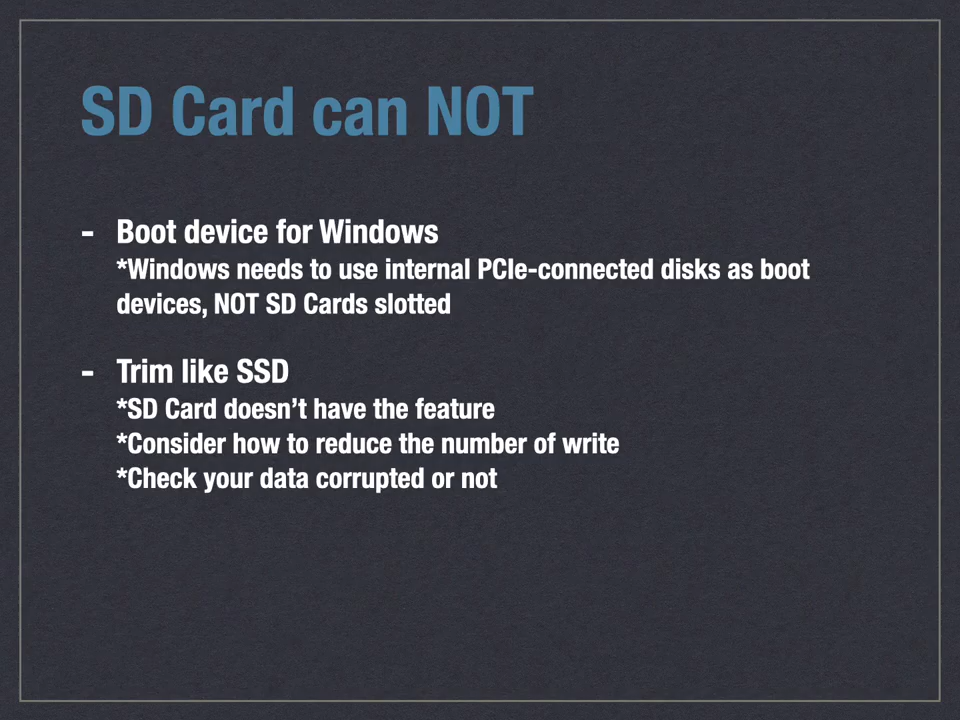 SD Card can NOT
- Boot device for Windows
*Windows needs to use internal PCIe-connected disks as boot
devices, NOT SD Cards slotted
- Trim like SSD
*SD Card doesn’t have the feature
*Consider how to reduce the number of write
*Check your data corrupted or not